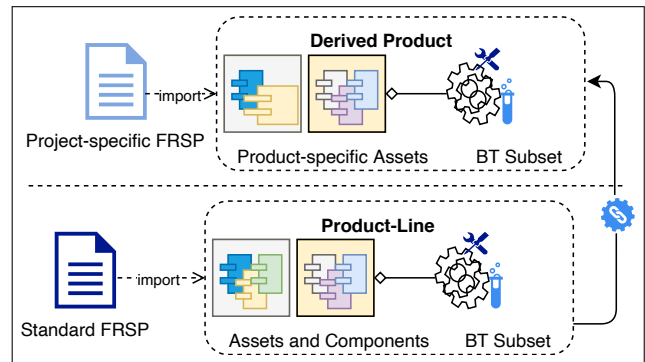 Derived Product
import
Project-specific FRSP
Product-specific Assets
BT Subset
Product-Line
import
Standard FRSP
Assets and Components
BT Subset